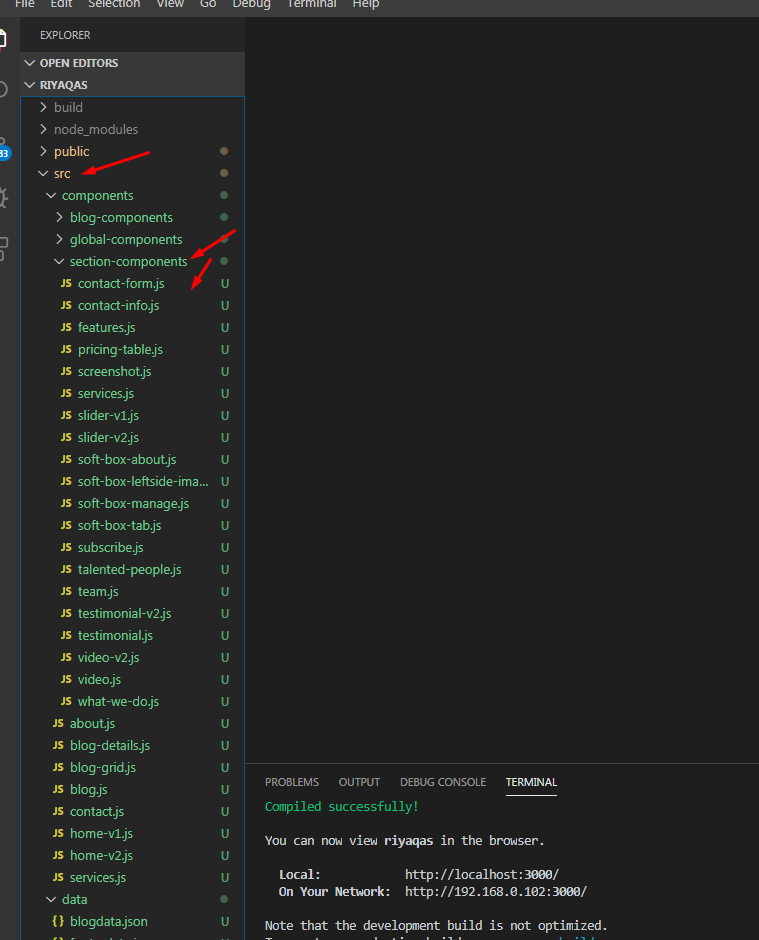 File Edit Selection View Go Debug Terminal Help
EXPLORER
OPEN EDITORS
RIYAQAS
build
node_modules
public
33
src
components
blog-components
global-components
section-components
JS contact-form.js U
JS contact-info.js U
JS features.js U
JS pricing-table.js U
JS screenshot.js U
JS services.js U
JS slider-v1.js U
JS slider-v2.js U
JS soft-box-about.js U
JS soft-box-leftside-ima... U
JS soft-box-manage.js U
JS soft-box-tab.js U
JS subscribe.js U
JS talented-people.js U
JS team.js U
JS testimonial-v2.js U
JS testimonial.js U
JS video-v2.js U
JS video.js U
JS what-we-do.js U
JS about.js U
JS blog-details.js U
JS blog-grid.js U
JS blog.js U
JS contact.js U
JS home-v1.js U
JS home-v2.js U
JS services.js U
data
{} blogdata.json U
PROBLEMS OUTPUT DEBUG CONSOLE TERMINAL
Compiled successfully!
You can now view riyaqas in the browser.
Local: http://localhost:3000/
On Your Network: http://192.168.0.102:3000/
Note that the development build is not optimized.